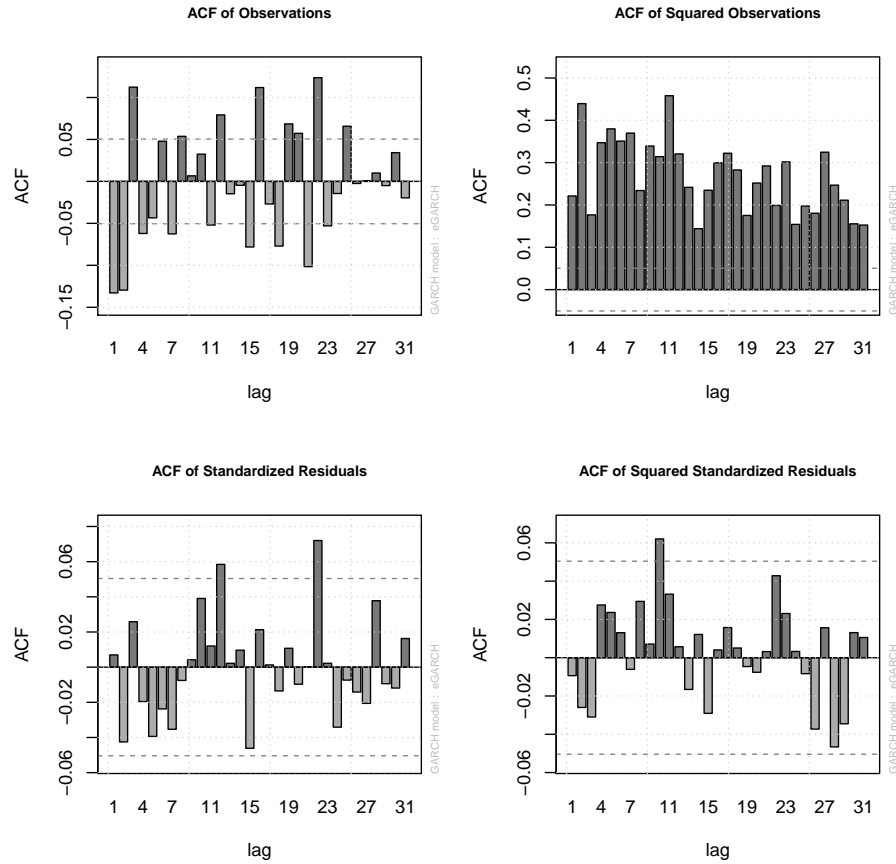 ACF of Observations
ACF
0.05
−0.05
−0.15
1 4 7 11 15 19 23 27 31
lag
GARCH model : eGARCH
ACF of Squared Observations
ACF
0.5
0.4
0.3
0.2
0.1
0.0
1 4 7 11 15 19 23 27 31
lag
GARCH model : eGARCH
ACF of Standardized Residuals
ACF
0.06
0.02
−0.02
−0.06
1 4 7 11 15 19 23 27 31
lag
GARCH model : eGARCH
ACF of Squared Standardized Residuals
ACF
0.06
0.02
−0.02
−0.06
1 4 7 11 15 19 23 27 31
lag
GARCH model : eGARCH